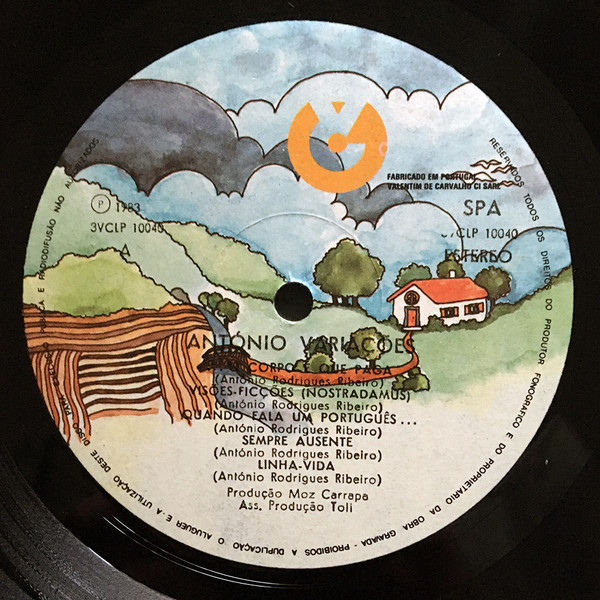 FABRICADO EM PORTUGAL
VALENTIM DE CARVALHO CI SARL
SPA
℗ 1983
3VCLP 10040
A
3VCLP 10040
ESTEREO
ANTÓNIO VARIAÇÕES
CORPO É QUE PAGA
(António Rodrigues Ribeiro)
VISÕES-FICÇÕES (NOSTRADAMUS)
(António Rodrigues Ribeiro)
QUANDO FALA UM PORTUGUÊS...
(António Rodrigues Ribeiro)
SEMPRE AUSENTE
(António Rodrigues Ribeiro)
LINHA-VIDA
(António Rodrigues Ribeiro)
Produção Moz Carrapa
Ass. Produção Toli
RESERVADOS TODOS OS DIREITOS DO PRODUTOR FONOGRÁFICO E DO PROPRIETÁRIO DA OBRA GRAVADA - PROIBIDOS A DUPLICAÇÃO O ALUGUER E A UTILIZAÇÃO DESTE DISCO PARA EXECUÇÃO PÚBLICA E RADIODIFUSÃO NÃO AUTORIZADOS